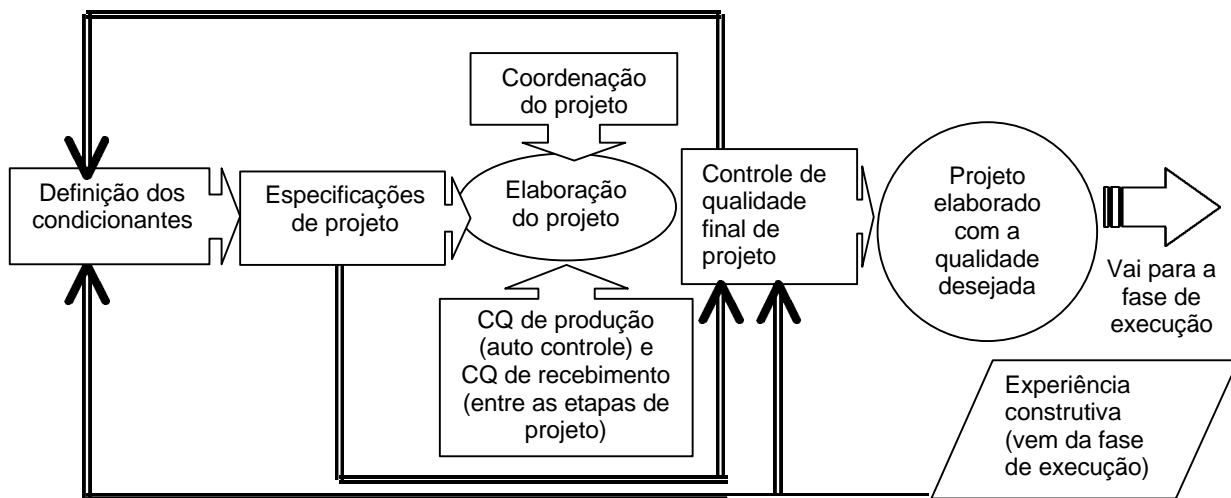 Coordenação
do projeto
Definição dos
condicionantes
Especificações
de projeto
Elaboração
do projeto
Controle de
qualidade
final de
projeto
Projeto
elaborado
com a
qualidade
desejada
Vai para a
fase de
execução
CQ de produção
(auto controle) e
CQ de recebimento
(entre as etapas de
projeto)
Experiência
construtiva
(vem da fase
de execução)